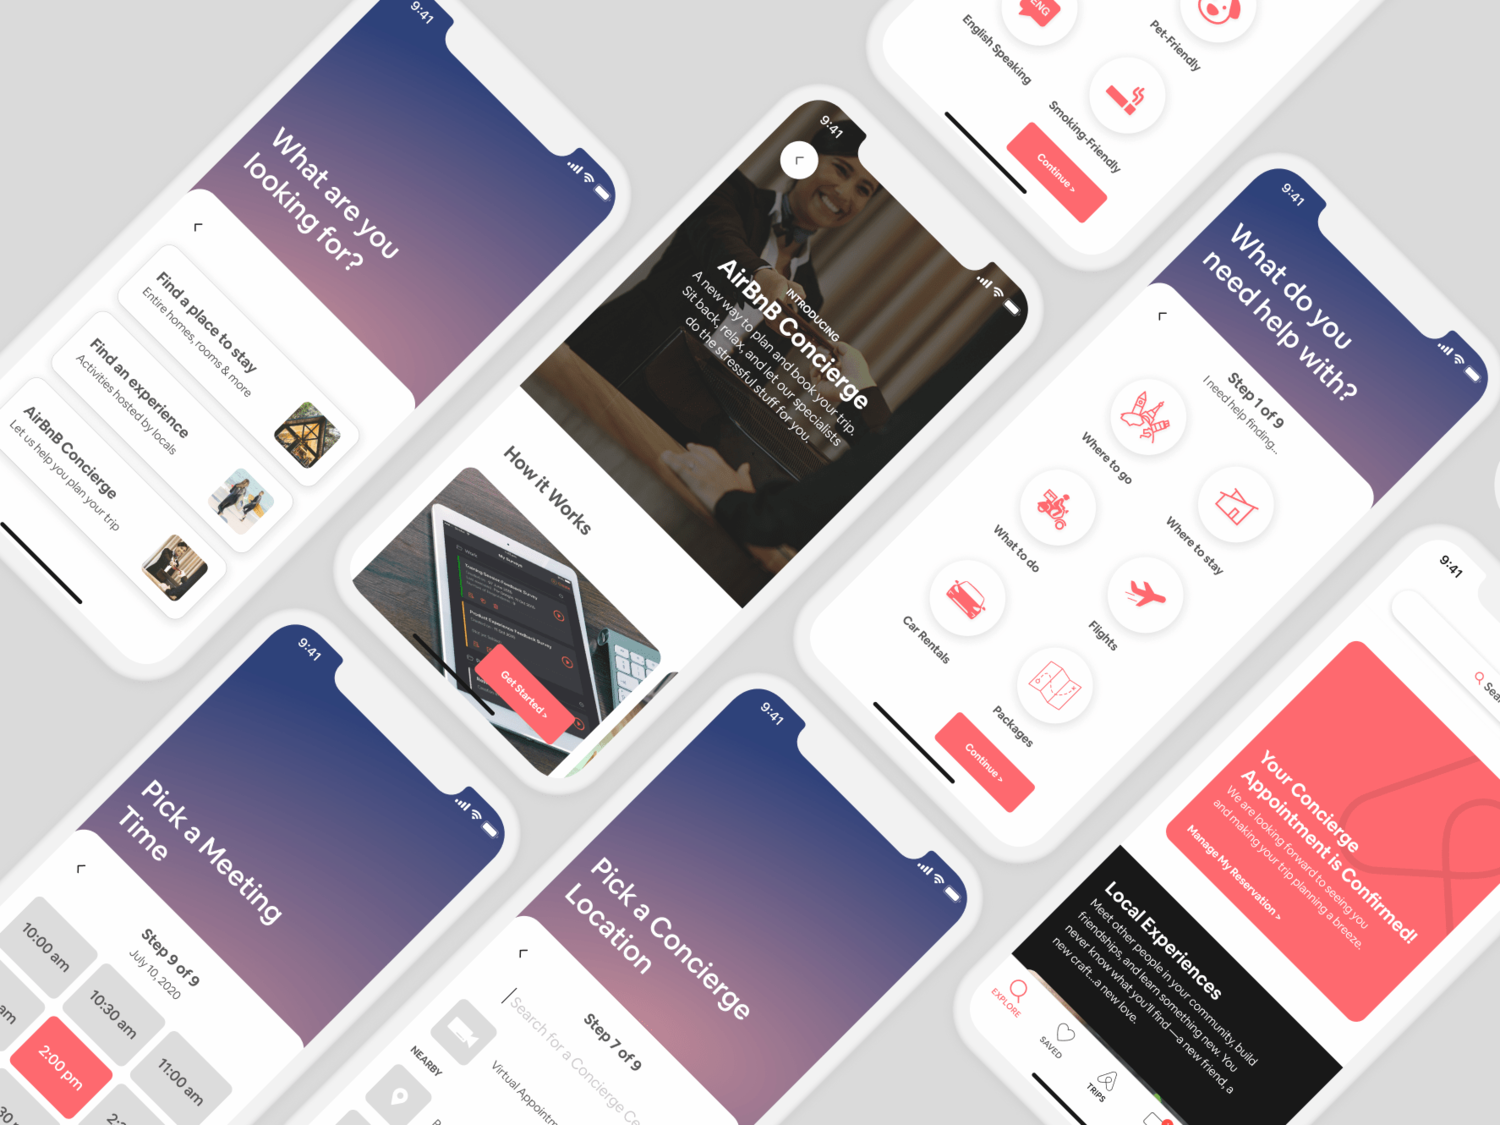 9:41
What are you
looking for?
Find a place to stay
Entire homes, rooms & more
Find an experience
Activities hosted by locals
AirBnB Concierge
Let us help you plan your trip
9:41
INTRODUCING
AirBnB Concierge
A new way to plan and book your trip.
Sit back, relax, and let our specialists
do the stressful stuff for you.
How it Works
My Surveys
Training Session Feedback Survey
Product Experience Feedback Survey
Get Started >
ENG
English Speaking
Pet-Friendly
Smoking-Friendly
Continue >
9:41
What do you
need help with?
Step 1 of 9
I need help finding...
Where to go
Where to stay
What to do
Flights
Car Rentals
Packages
Continue >
9:41
Pick a Meeting
Time
Step 9 of 9
July 10, 2020
10:00 am
10:30 am
11:00 am
am
2:00 pm
9:41
Pick a Concierge
Location
Step 7 of 9
Search for a Concierge Ce
Virtual Appointm
NEARBY
9:41
Sea
Your Concierge
Appointment is Confirmed!
We are looking forward to seeing you
and making your trip planning a breeze.
Manage My Reservation >
Local Experiences
Meet other people in your community, build
friendships, and learn something new. You
never know what you'll find—a new friend, a
new craft...a new love.
EXPLORE
SAVED
TRIPS